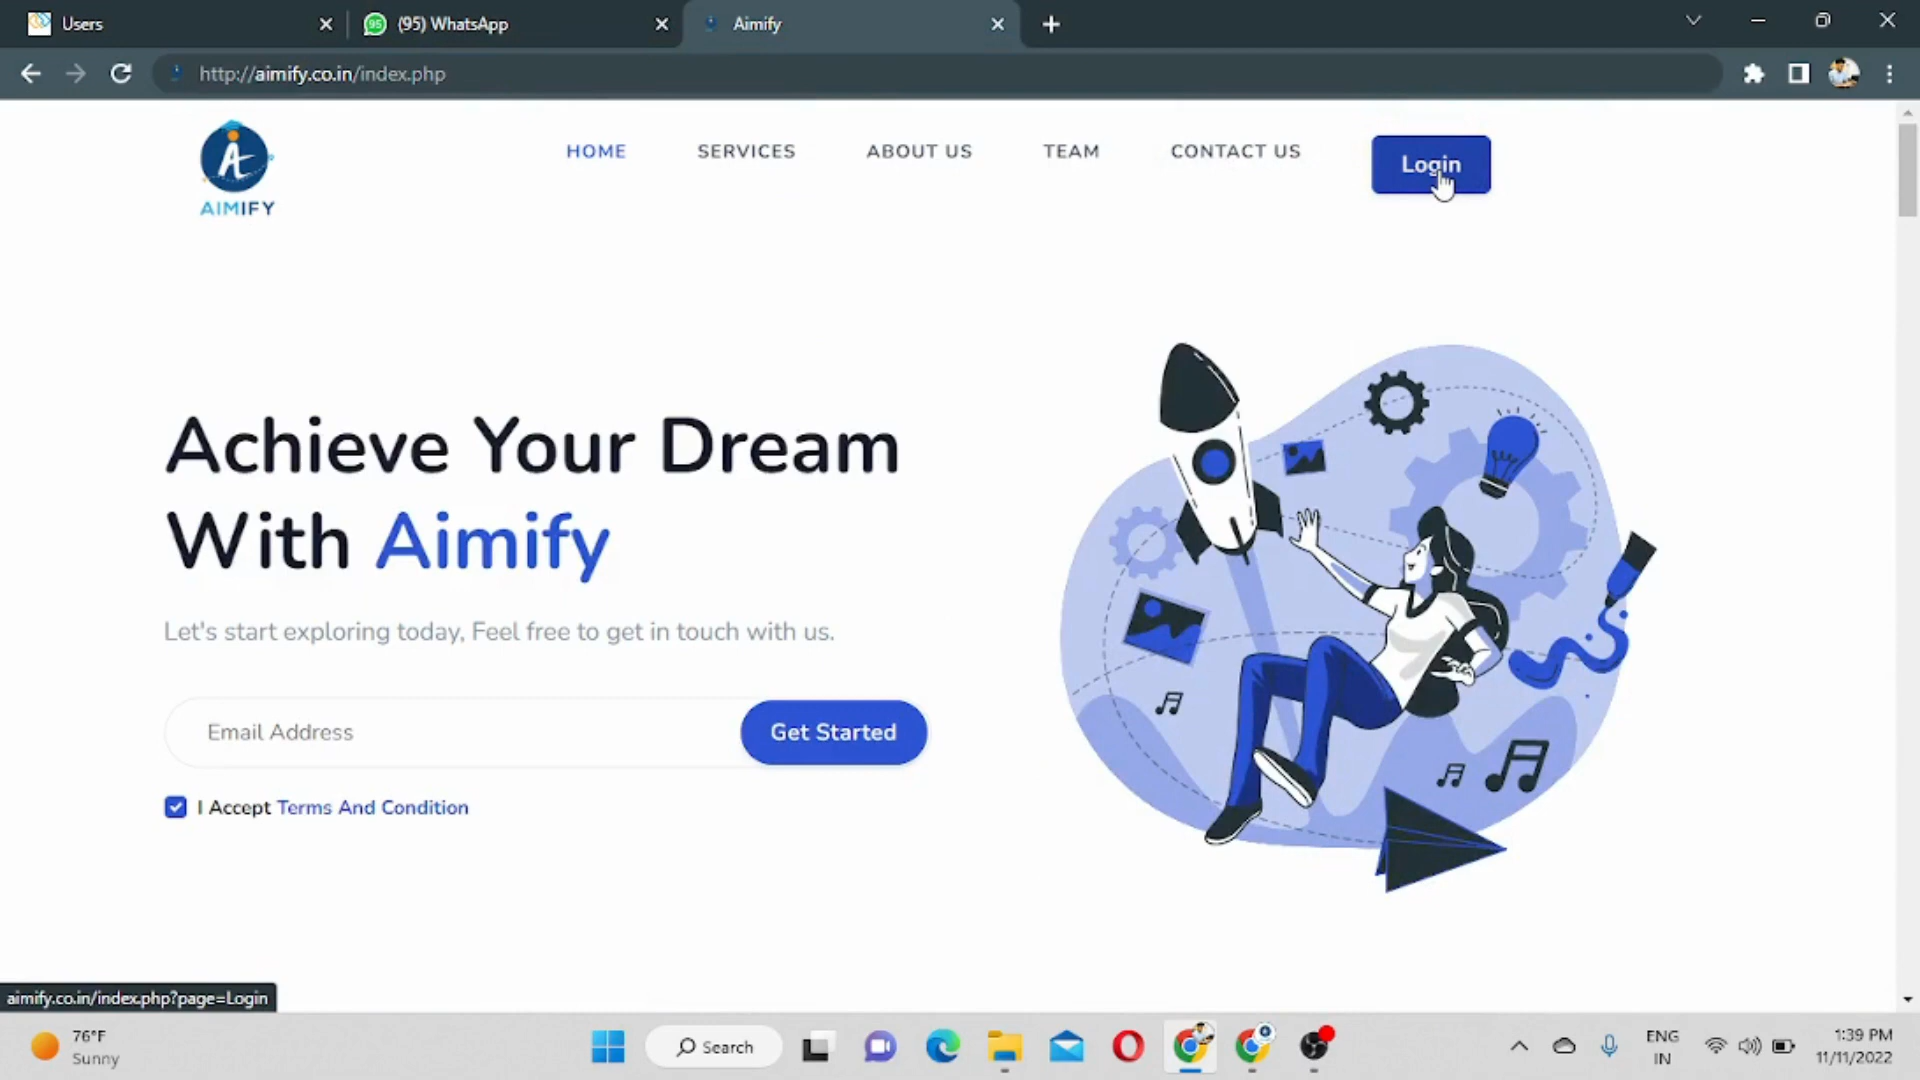 Users
(95) WhatsApp
Aimify
http://aimify.co.in/index.php
AIMIFY
HOME
SERVICES
ABOUT US
TEAM
CONTACT US
Login
Achieve Your Dream
With Aimify
Let's start exploring today, Feel free to get in touch with us.
Email Address
Get Started
I Accept Terms And Condition
aimify.co.in/index.php?page=Login
76°F
Sunny
Search
ENG
IN
1:39 PM
11/11/2022